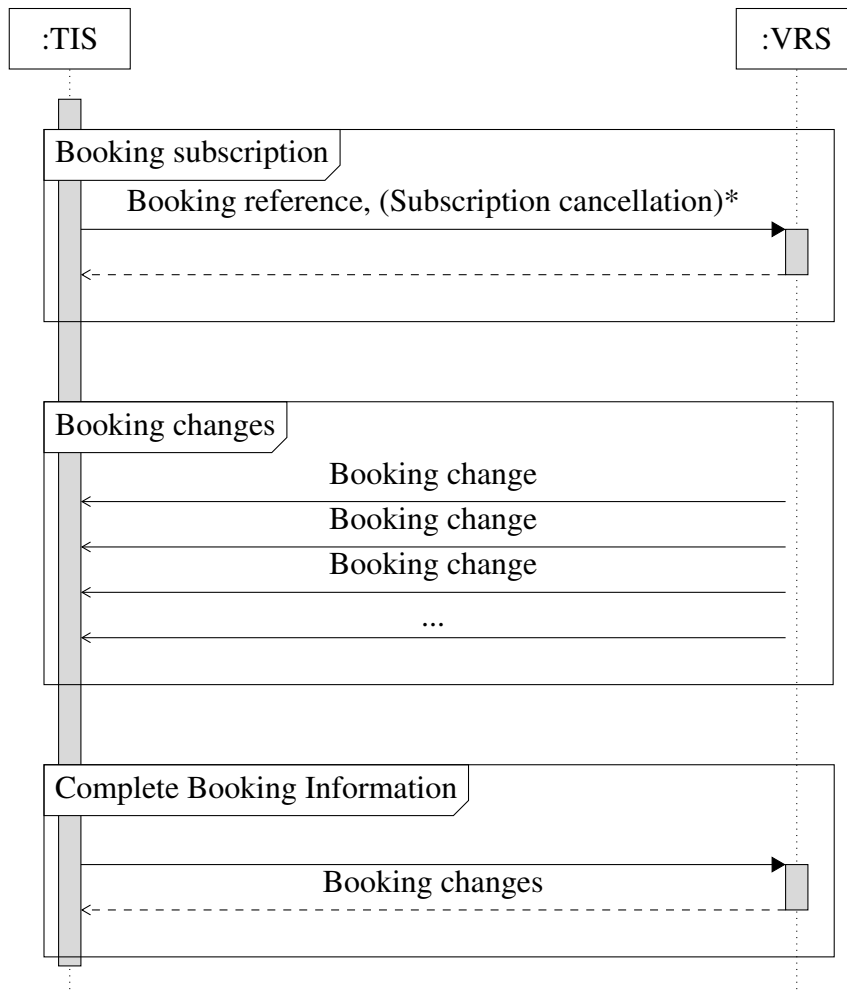 :TIS
:VRS
Booking subscription
Booking reference, (Subscription cancellation)*
Booking changes
Booking change
Booking change
Booking change
...
Complete Booking Information
Booking changes